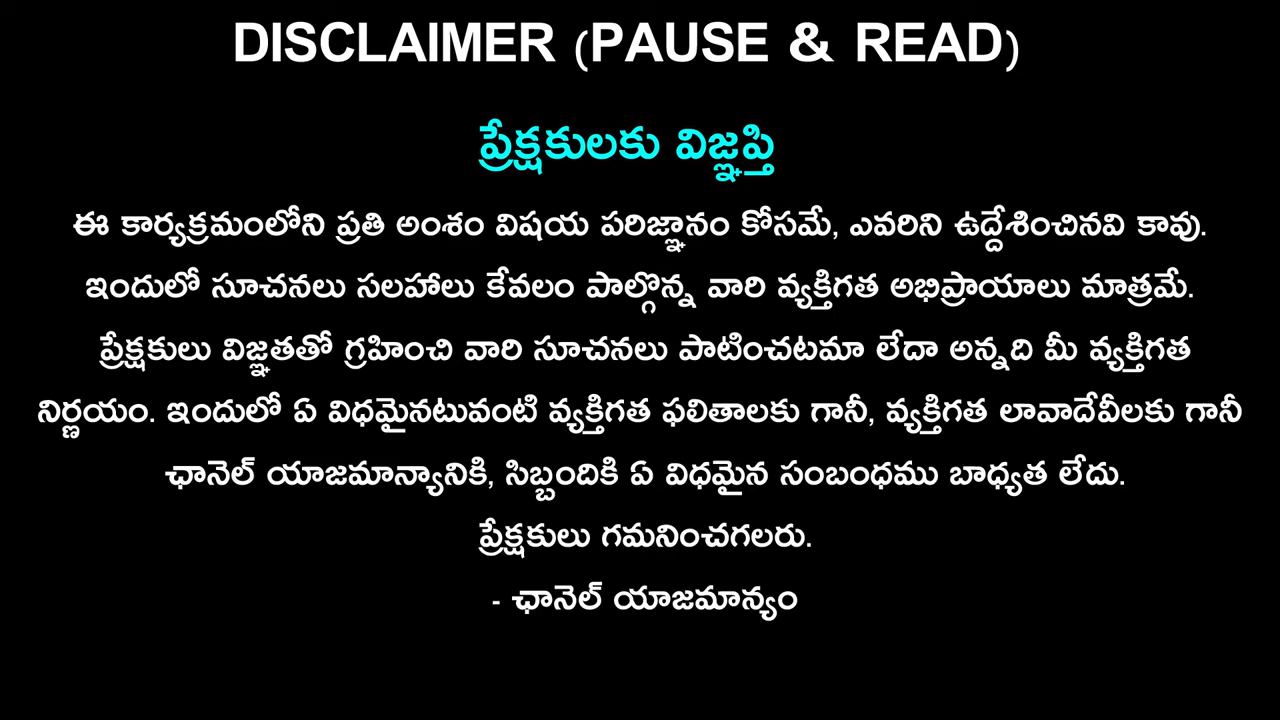 DISCLAIMER (PAUSE & READ)
ప్రేక్షకులకు విజ్ఞప్తి
ఈ కార్యక్రమంలోని ప్రతి అంశం విషయ పరిజ్ఞానం కోసమే, ఎవరిని ఉద్దేశించినవి కావు.
ఇందులో సూచనలు సలహాలు కేవలం పాల్గొన్న వారి వ్యక్తిగత అభిప్రాయాలు మాత్రమే.
ప్రేక్షకులు విజ్ఞతతో గ్రహించి వారి సూచనలు పాటించటమా లేదా అన్నది మీ వ్యక్తిగత
నిర్ణయం. ఇందులో ఏ విధమైనటువంటి వ్యక్తిగత ఫలితాలకు గానీ, వ్యక్తిగత లావాదేవీలకు గానీ
ఛానెల్ యాజమాన్యానికి, సిబ్బందికి ఏ విధమైన సంబంధము బాధ్యత లేదు.
ప్రేక్షకులు గమనించగలరు.
- ఛానెల్ యాజమాన్యం